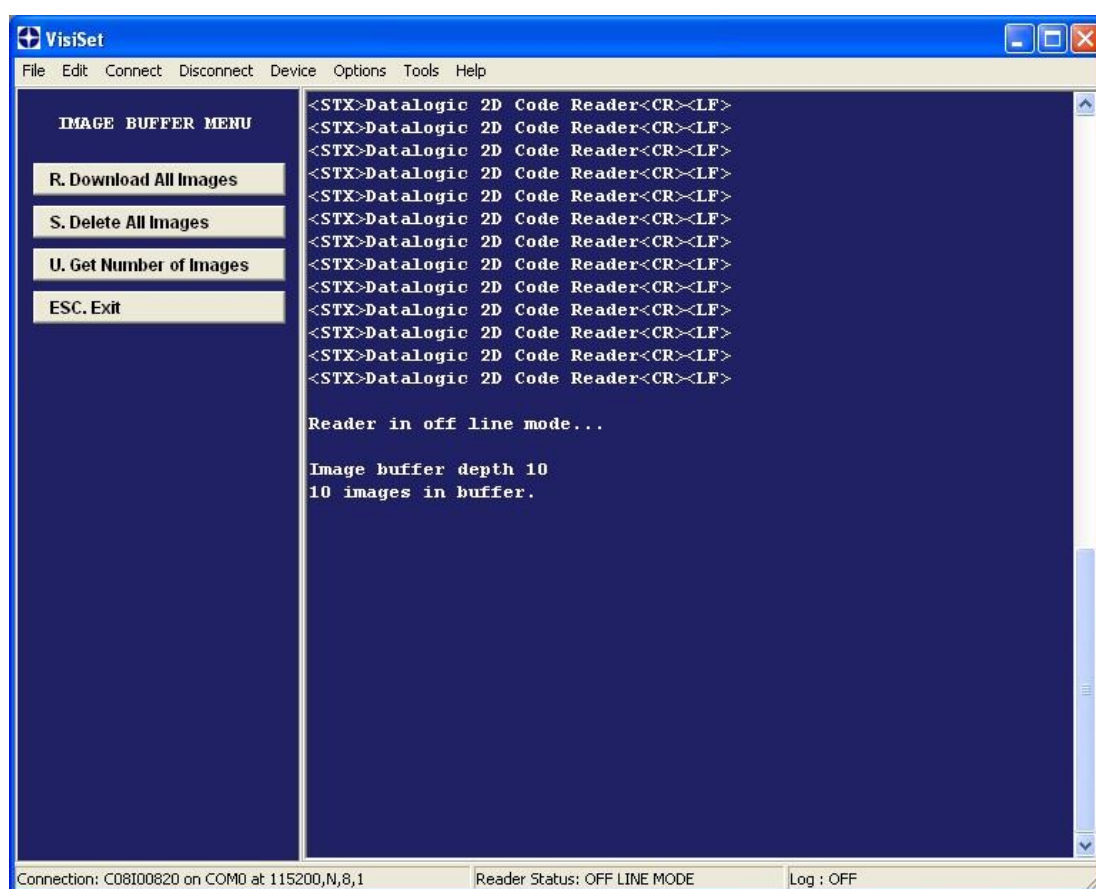 VisiSet
File Edit Connect Disconnect Device Options Tools Help
IMAGE BUFFER MENU
R. Download All Images
S. Delete All Images
U. Get Number of Images
ESC. Exit
<STX>Datalogic 2D Code Reader<CR><LF>
<STX>Datalogic 2D Code Reader<CR><LF>
<STX>Datalogic 2D Code Reader<CR><LF>
<STX>Datalogic 2D Code Reader<CR><LF>
<STX>Datalogic 2D Code Reader<CR><LF>
<STX>Datalogic 2D Code Reader<CR><LF>
<STX>Datalogic 2D Code Reader<CR><LF>
<STX>Datalogic 2D Code Reader<CR><LF>
<STX>Datalogic 2D Code Reader<CR><LF>
<STX>Datalogic 2D Code Reader<CR><LF>
<STX>Datalogic 2D Code Reader<CR><LF>
<STX>Datalogic 2D Code Reader<CR><LF>
<STX>Datalogic 2D Code Reader<CR><LF>
Reader in off line mode...
Image buffer depth 10
10 images in buffer.
Connection: C08I00820 on COM0 at 115200,N,8,1
Reader Status: OFF LINE MODE
Log : OFF